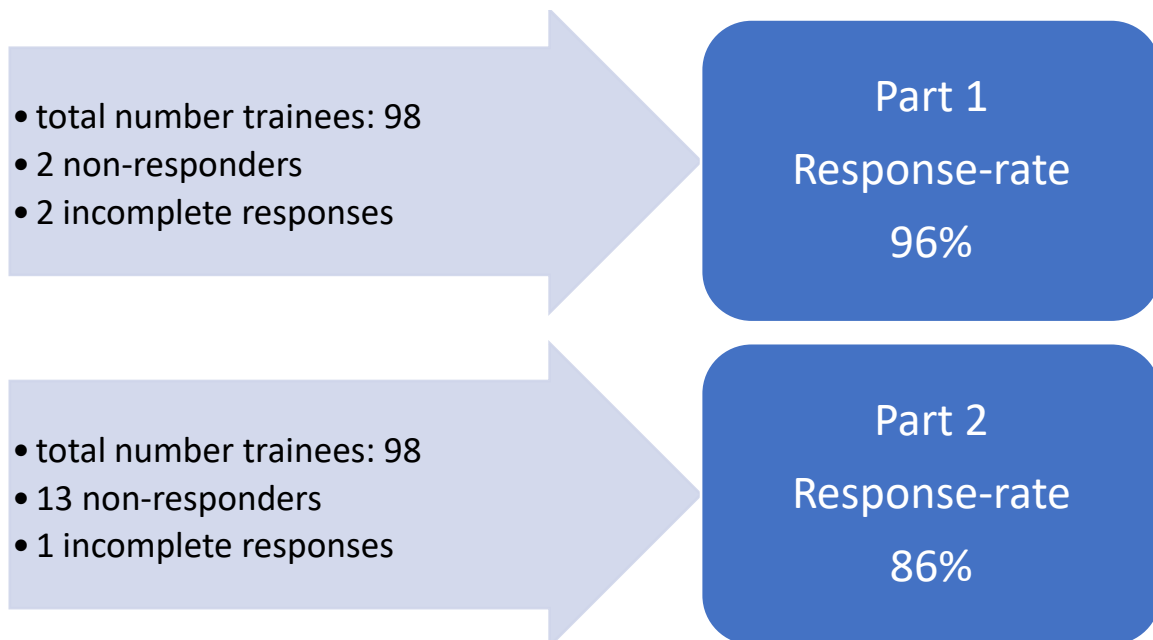 • total number trainees: 98
• 2 non-responders
• 2 incomplete responses
Part 1
Response-rate
96%
• total number trainees: 98
• 13 non-responders
• 1 incomplete responses
Part 2
Response-rate
86%